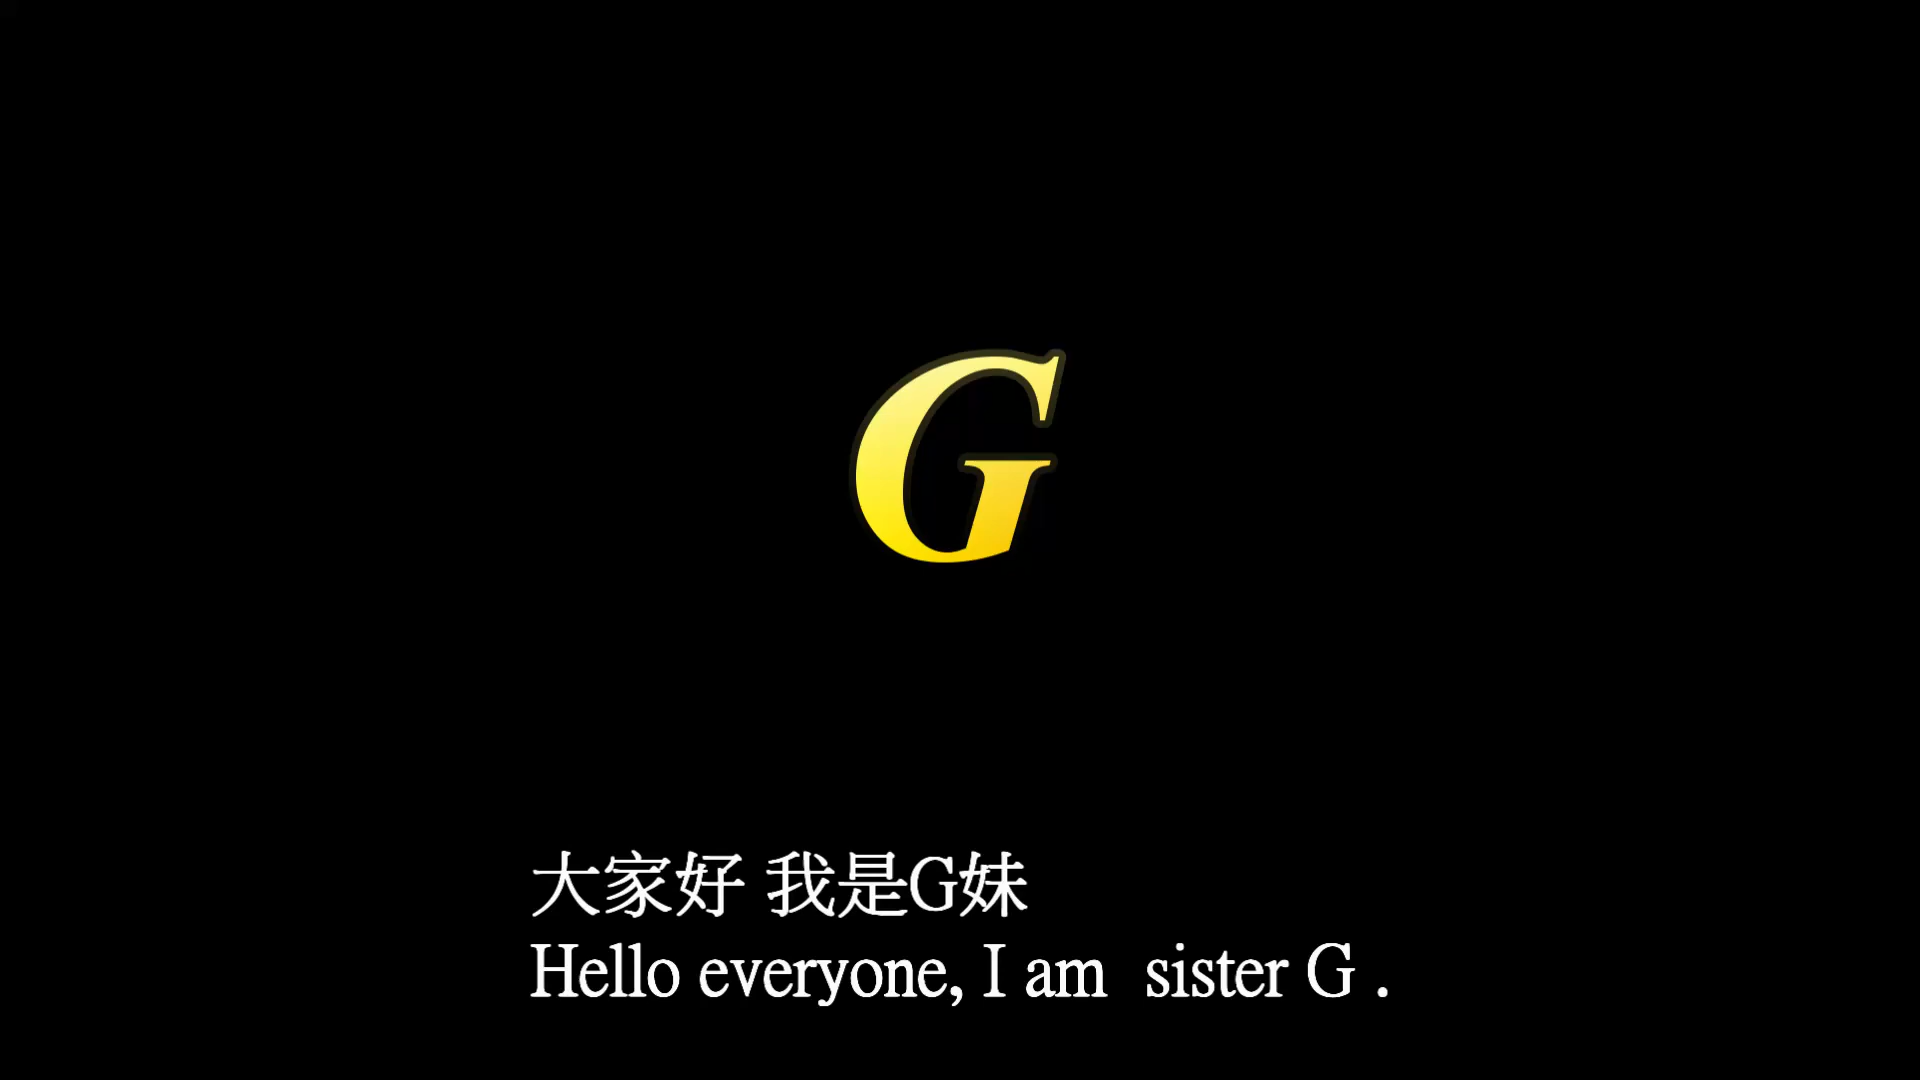 G
大家好 我是G妹
Hello everyone, I am  sister G .